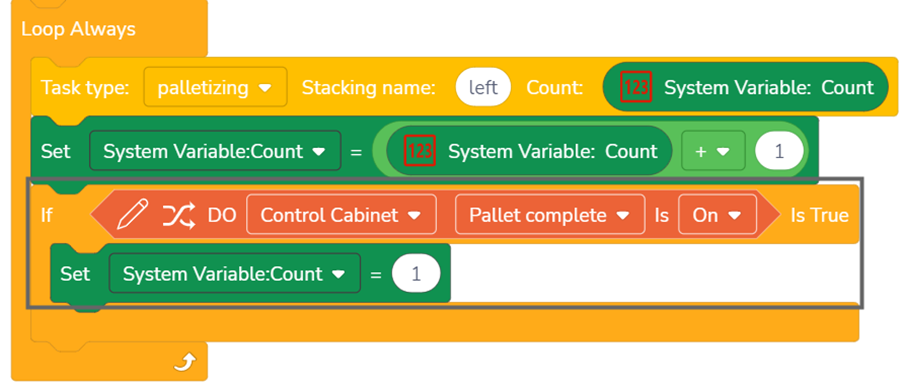 Loop Always
Task type: palletizing Stacking name: left Count: 123 System Variable: Count
Set System Variable:Count = 123 System Variable: Count + 1
If DO Control Cabinet Pallet complete Is On Is True
Set System Variable:Count = 1